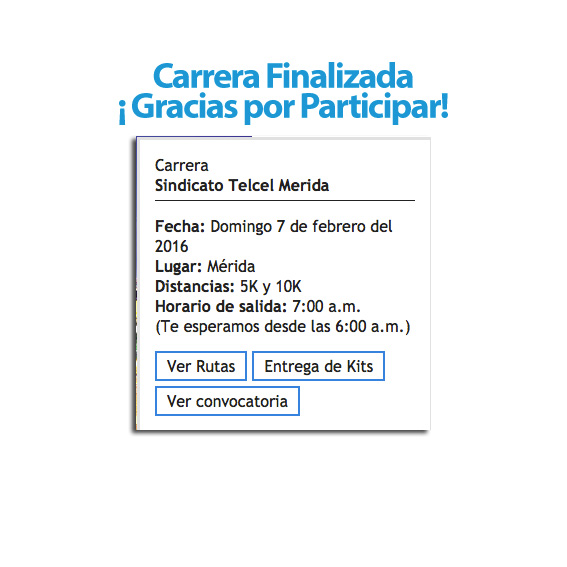 Carrera Finalizada
¡ Gracias por Participar!
Carrera
Sindicato Telcel Merida
Fecha: Domingo 7 de febrero del
2016
Lugar: Mérida
Distancias: 5K y 10K
Horario de salida: 7:00 a.m.
(Te esperamos desde las 6:00 a.m.)
Ver Rutas Entrega de Kits
Ver convocatoria